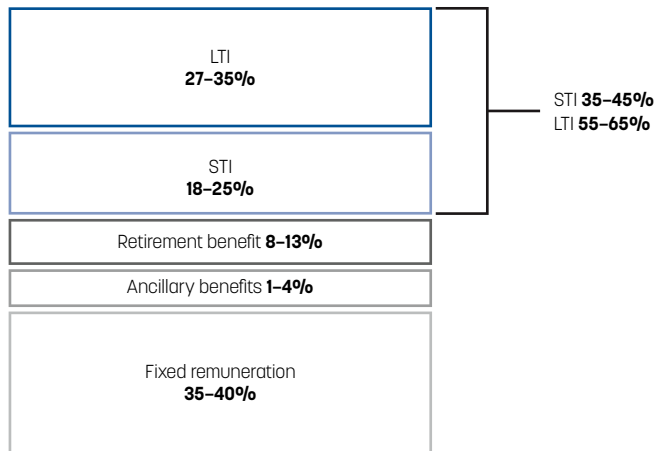 LTI
27–35%
STI 35–45%
LTI 55–65%
STI
18–25%
Retirement benefit 8–13%
Ancillary benefits 1–4%
Fixed remuneration
35–40%